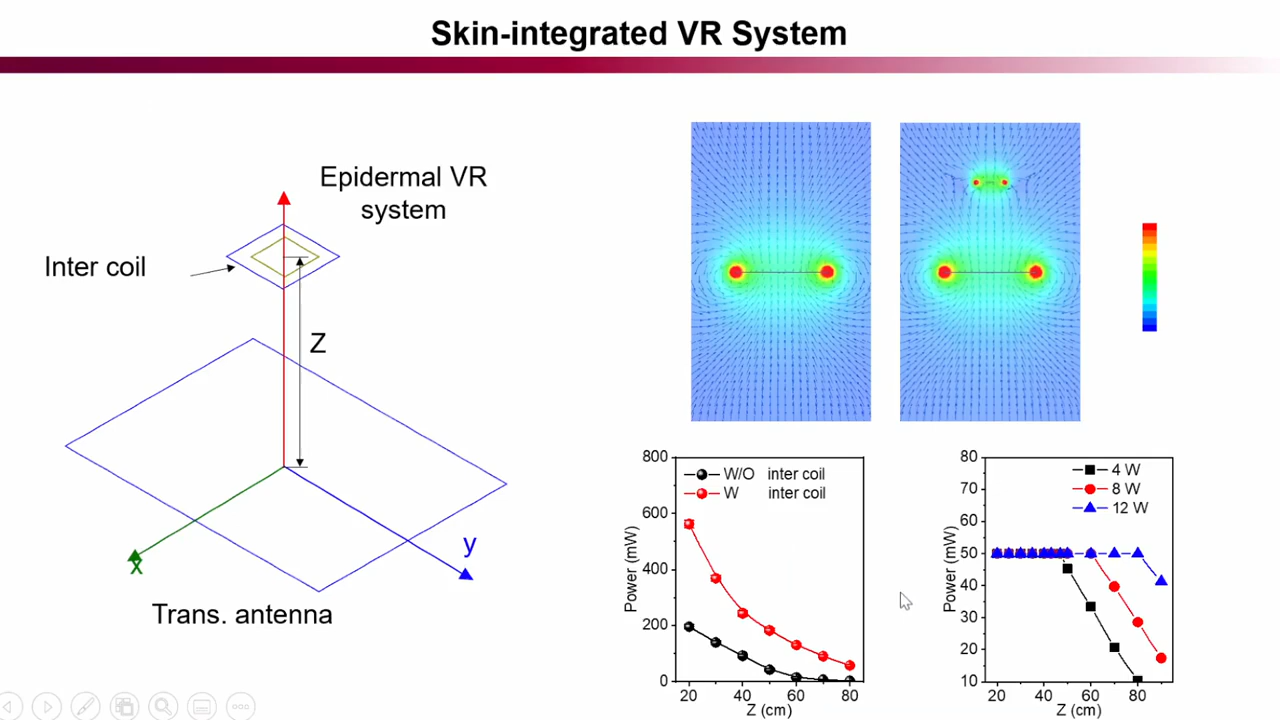 Skin-integrated VR System
Epidermal VR
system
Inter coil
Z
x
y
Trans. antenna
800
600
400
200
0
Power (mW)
W/O inter coil
W inter coil
20
40
60
80
Z (cm)
80
70
60
50
40
30
20
10
Power (mW)
4 W
8 W
12 W
20
40
60
80
Z (cm)